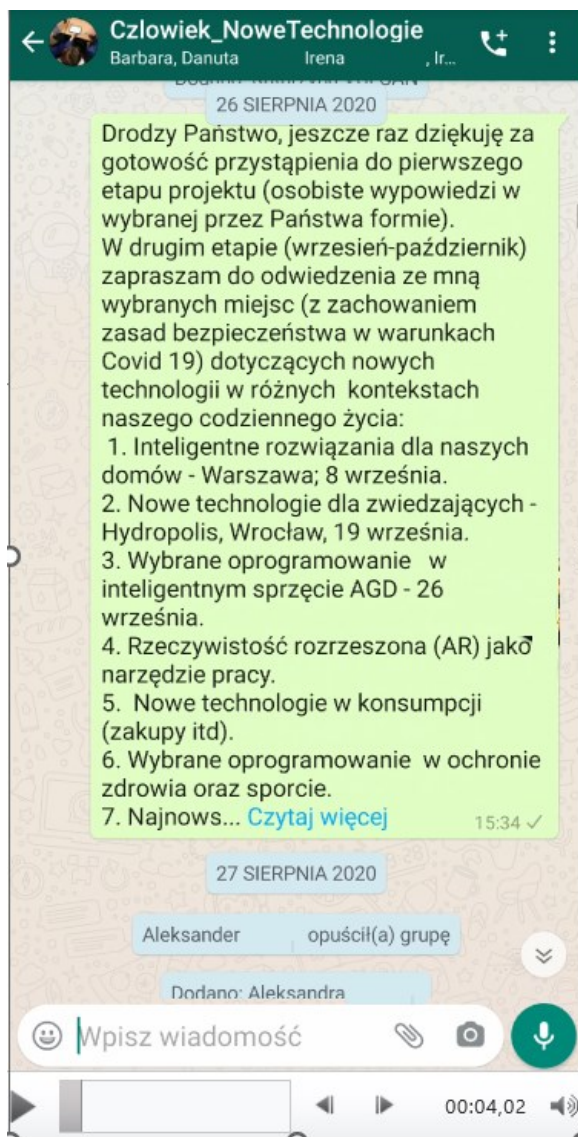 Czlowiek_NoweTechnologie
Barbara, Danuta Irena , Ir...
26 SIERPNIA 2020
Drodzy Państwo, jeszcze raz dziękuję za
gotowość przystąpienia do pierwszego
etapu projektu (osobiste wypowiedzi w
wybranej przez Państwa formie).
W drugim etapie (wrzesień-październik)
zapraszam do odwiedzenia ze mną
wybranych miejsc (z zachowaniem
zasad bezpieczeństwa w warunkach
Covid 19) dotyczących nowych
technologii w różnych kontekstach
naszego codziennego życia:
1. Inteligentne rozwiązania dla naszych
domów - Warszawa; 8 września.
2. Nowe technologie dla zwiedzających -
Hydropolis, Wrocław, 19 września.
3. Wybrane oprogramowanie w
inteligentnym sprzęcie AGD - 26
września.
4. Rzeczywistość rozrzeszona (AR) jako
narzędzie pracy.
5. Nowe technologie w konsumpcji
(zakupy itd).
6. Wybrane oprogramowanie w ochronie
zdrowia oraz sporcie.
7. Najnows... Czytaj więcej
15:34
27 SIERPNIA 2020
Aleksander opuścił(a) grupę
Dodano: Aleksandra
Wpisz wiadomość
00:04,02